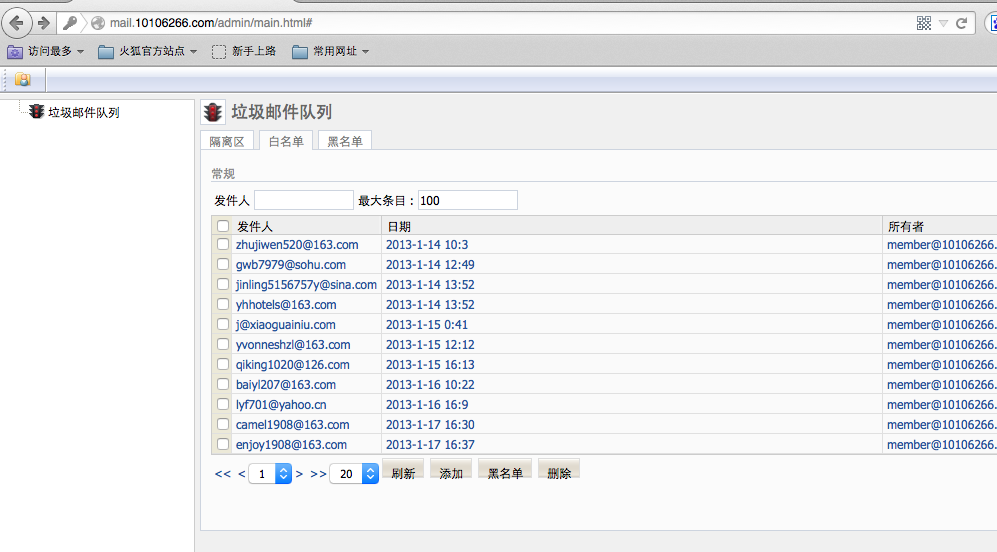 mail.10106266.com/admin/main.html#
访问最多 火狐官方站点 新手上路 常用网址
垃圾邮件队列
垃圾邮件队列
隔离区 白名单 黑名单
常规
发件人 最大条目： 100
发件人 日期 所有者
zhujiwen520@163.com 2013-1-14 10:3 member@10106266.
gwb7979@sohu.com 2013-1-14 12:49 member@10106266.
jinling5156757y@sina.com 2013-1-14 13:52 member@10106266.
yhhotels@163.com 2013-1-14 13:52 member@10106266.
j@xiaoguainiu.com 2013-1-15 0:41 member@10106266.
yvonneshzl@163.com 2013-1-15 12:12 member@10106266.
qiking1020@126.com 2013-1-15 16:13 member@10106266.
baiyl207@163.com 2013-1-16 10:22 member@10106266.
lyf701@yahoo.cn 2013-1-16 16:9 member@10106266.
camel1908@163.com 2013-1-17 16:30 member@10106266.
enjoy1908@163.com 2013-1-17 16:37 member@10106266.
<< < 1 > >> 20 刷新 添加 黑名单 删除